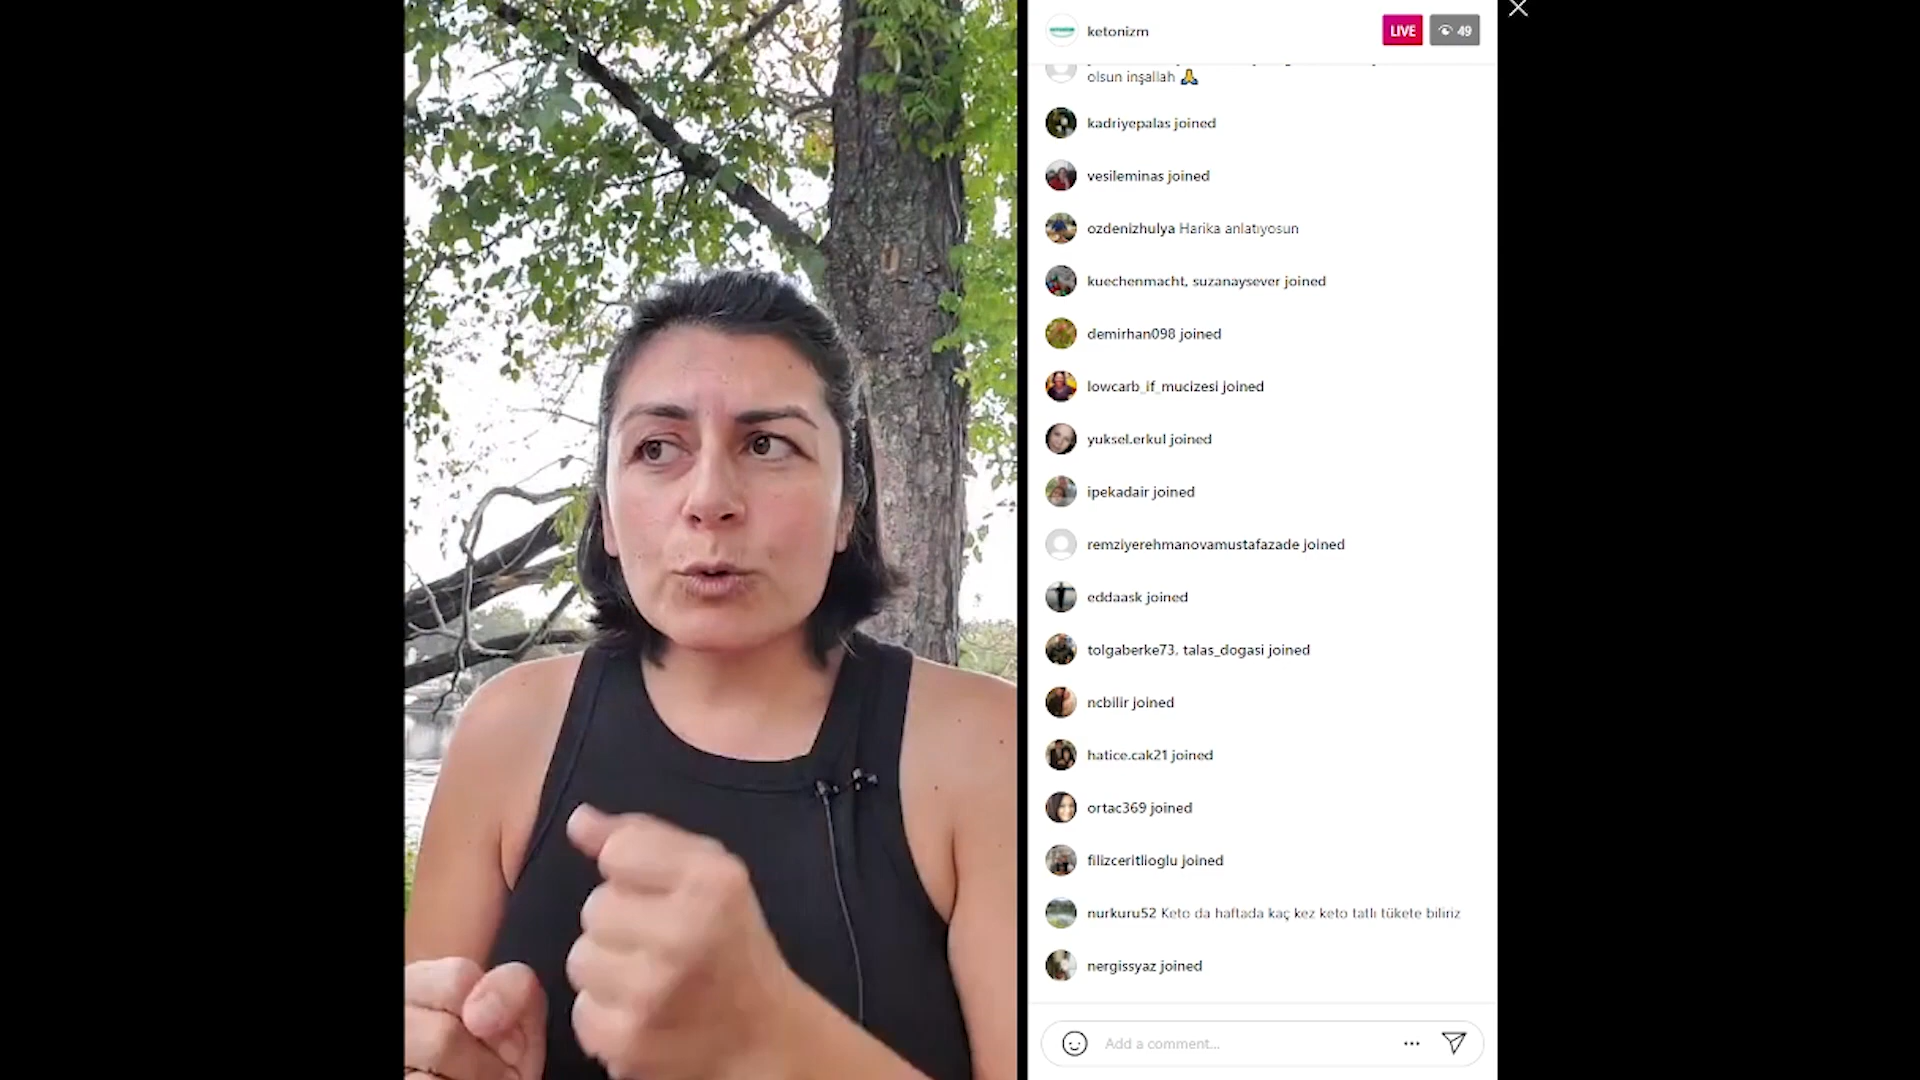 ketonizm
LIVE
49
olsun inşallah
kadriyepalas joined
vesileminas joined
ozdenizhulya Harika anlatıyosun
kuechenmacht, suzanaysever joined
demirhan098 joined
lowcarb_if_mucizesi joined
yuksel.erkul joined
ipekadair joined
remziyerehmanovamustafazade joined
eddaask joined
tolgaberke73, talas_dogasi joined
ncbilir joined
hatice.cak21 joined
ortac369 joined
filizceritlioglu joined
nurkuru52 Keto da haftada kaç kez keto tatlı tükete biliriz
nergissyaz joined
Add a comment...